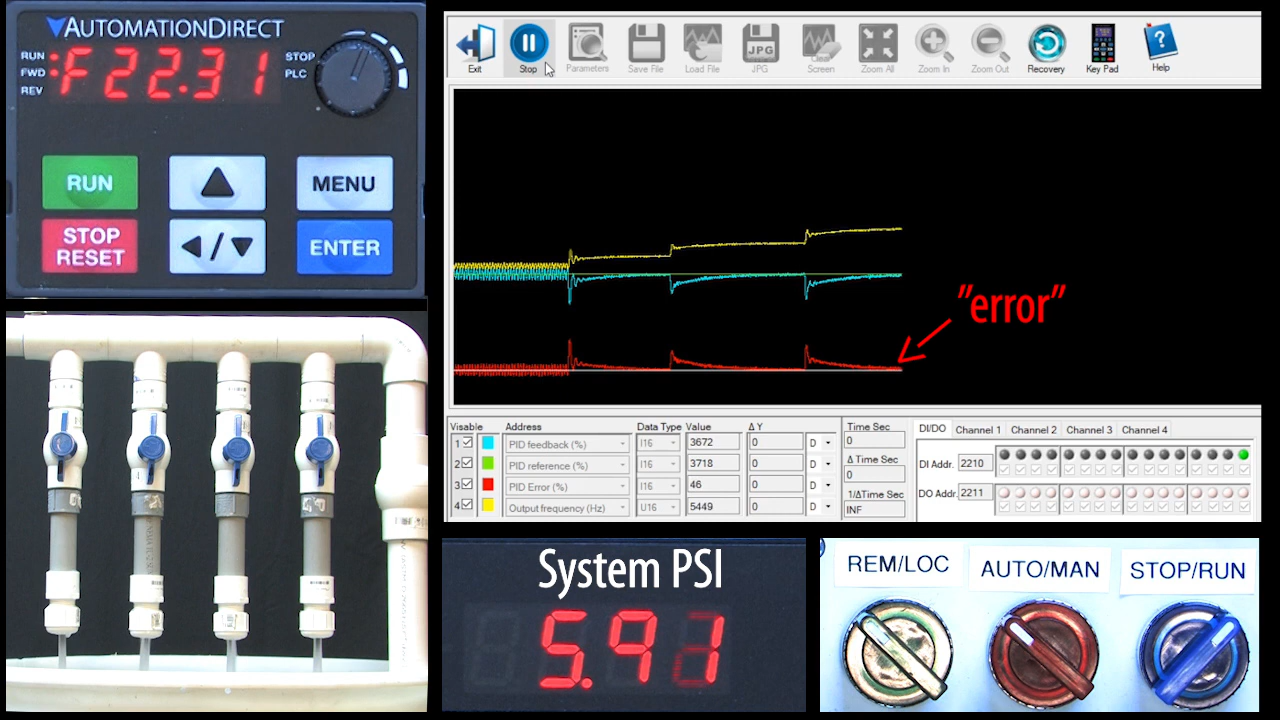 AUTOMATIONDIRECT
RUN
FWD
REV
F22.31
STOP
PLC
RUN
MENU
STOP
RESET
ENTER
Exit
Stop
Parameters
Save File
Load File
JPG
JPG
Clear
Screen
Zoom All
Zoom In
Zoom Out
Recovery
Key Pad
Help
"error"
Visable Address Data Type Value Δ Y
1 PID feedback (%) I16 3672 0 D
2 PID reference (%) I16 3718 0 D
3 PID Error (%) I16 46 0 D
4 Output frequency (Hz) U16 5449 0 D
Time Sec
0
Δ Time Sec
0
1/ΔTime Sec
INF
DI/DO Channel 1 Channel 2 Channel 3 Channel 4
DI Addr. 2210
DO Addr. 2211
System PSI
5.91
REM/LOC
AUTO/MAN
STOP/RUN